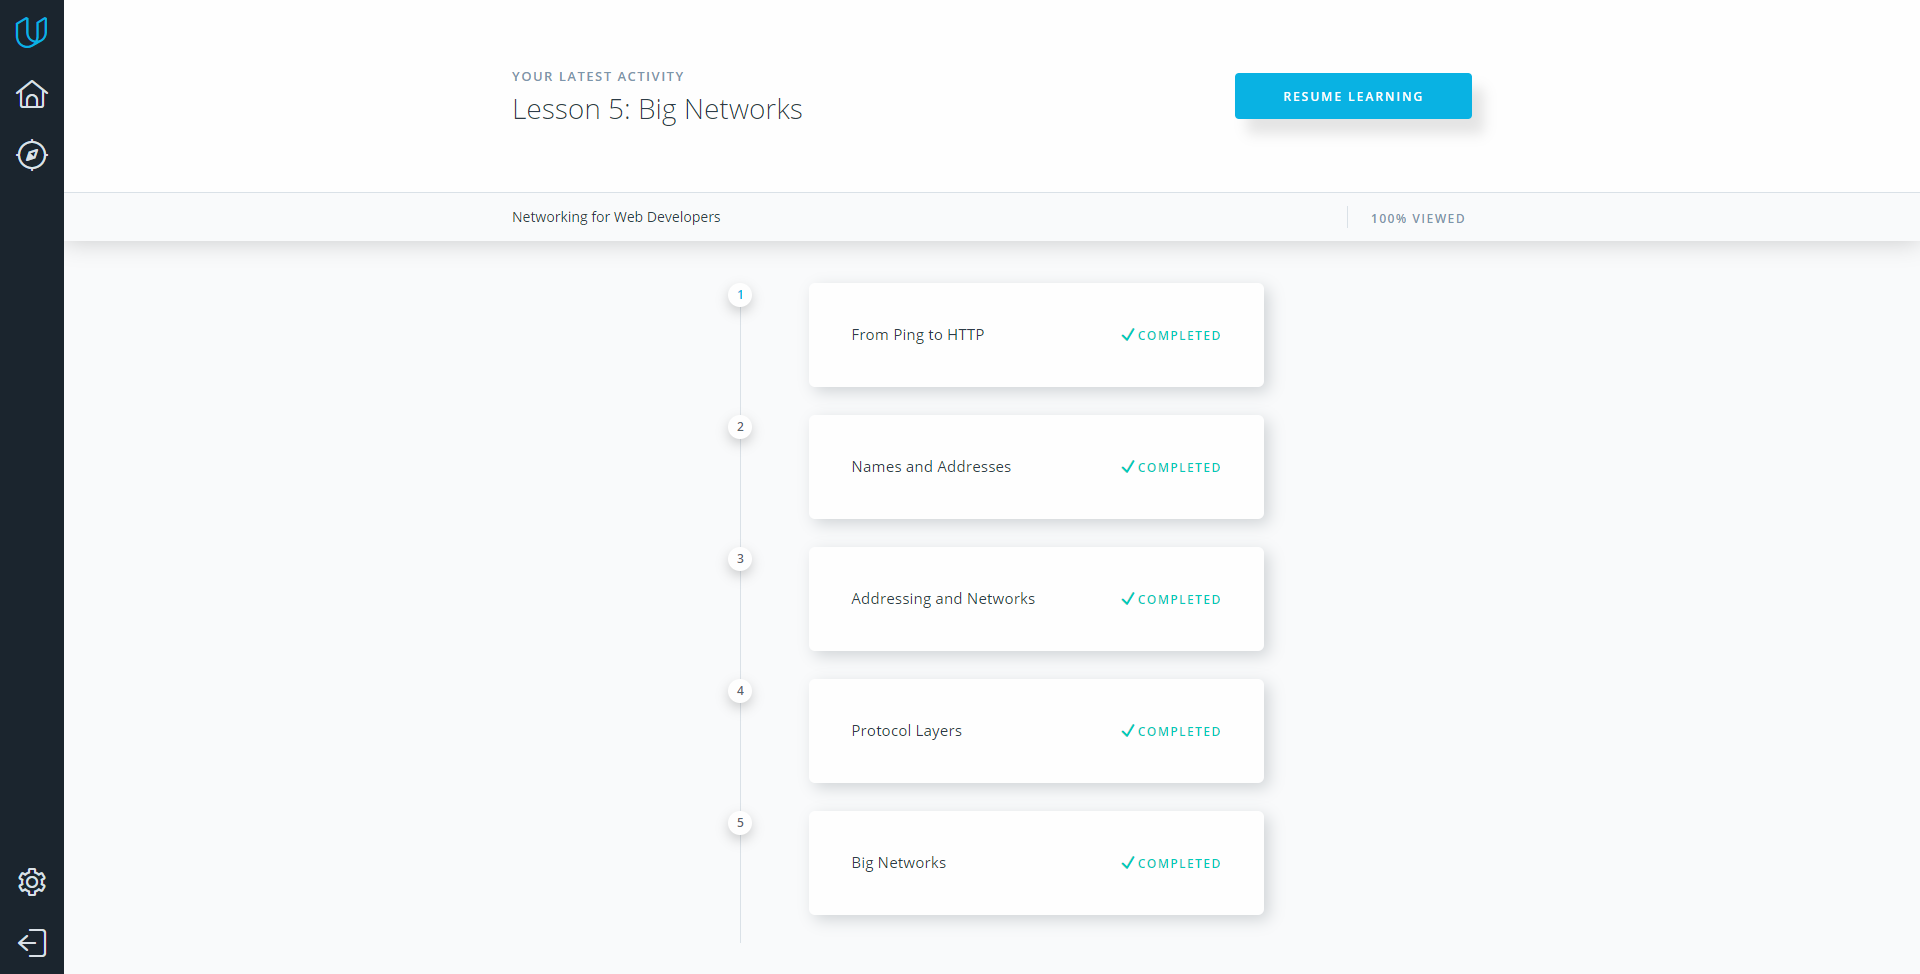 YOUR LATEST ACTIVITY
Lesson 5: Big Networks
RESUME LEARNING
Networking for Web Developers
100% VIEWED
1
From Ping to HTTP
COMPLETED
2
Names and Addresses
COMPLETED
3
Addressing and Networks
COMPLETED
4
Protocol Layers
COMPLETED
5
Big Networks
COMPLETED